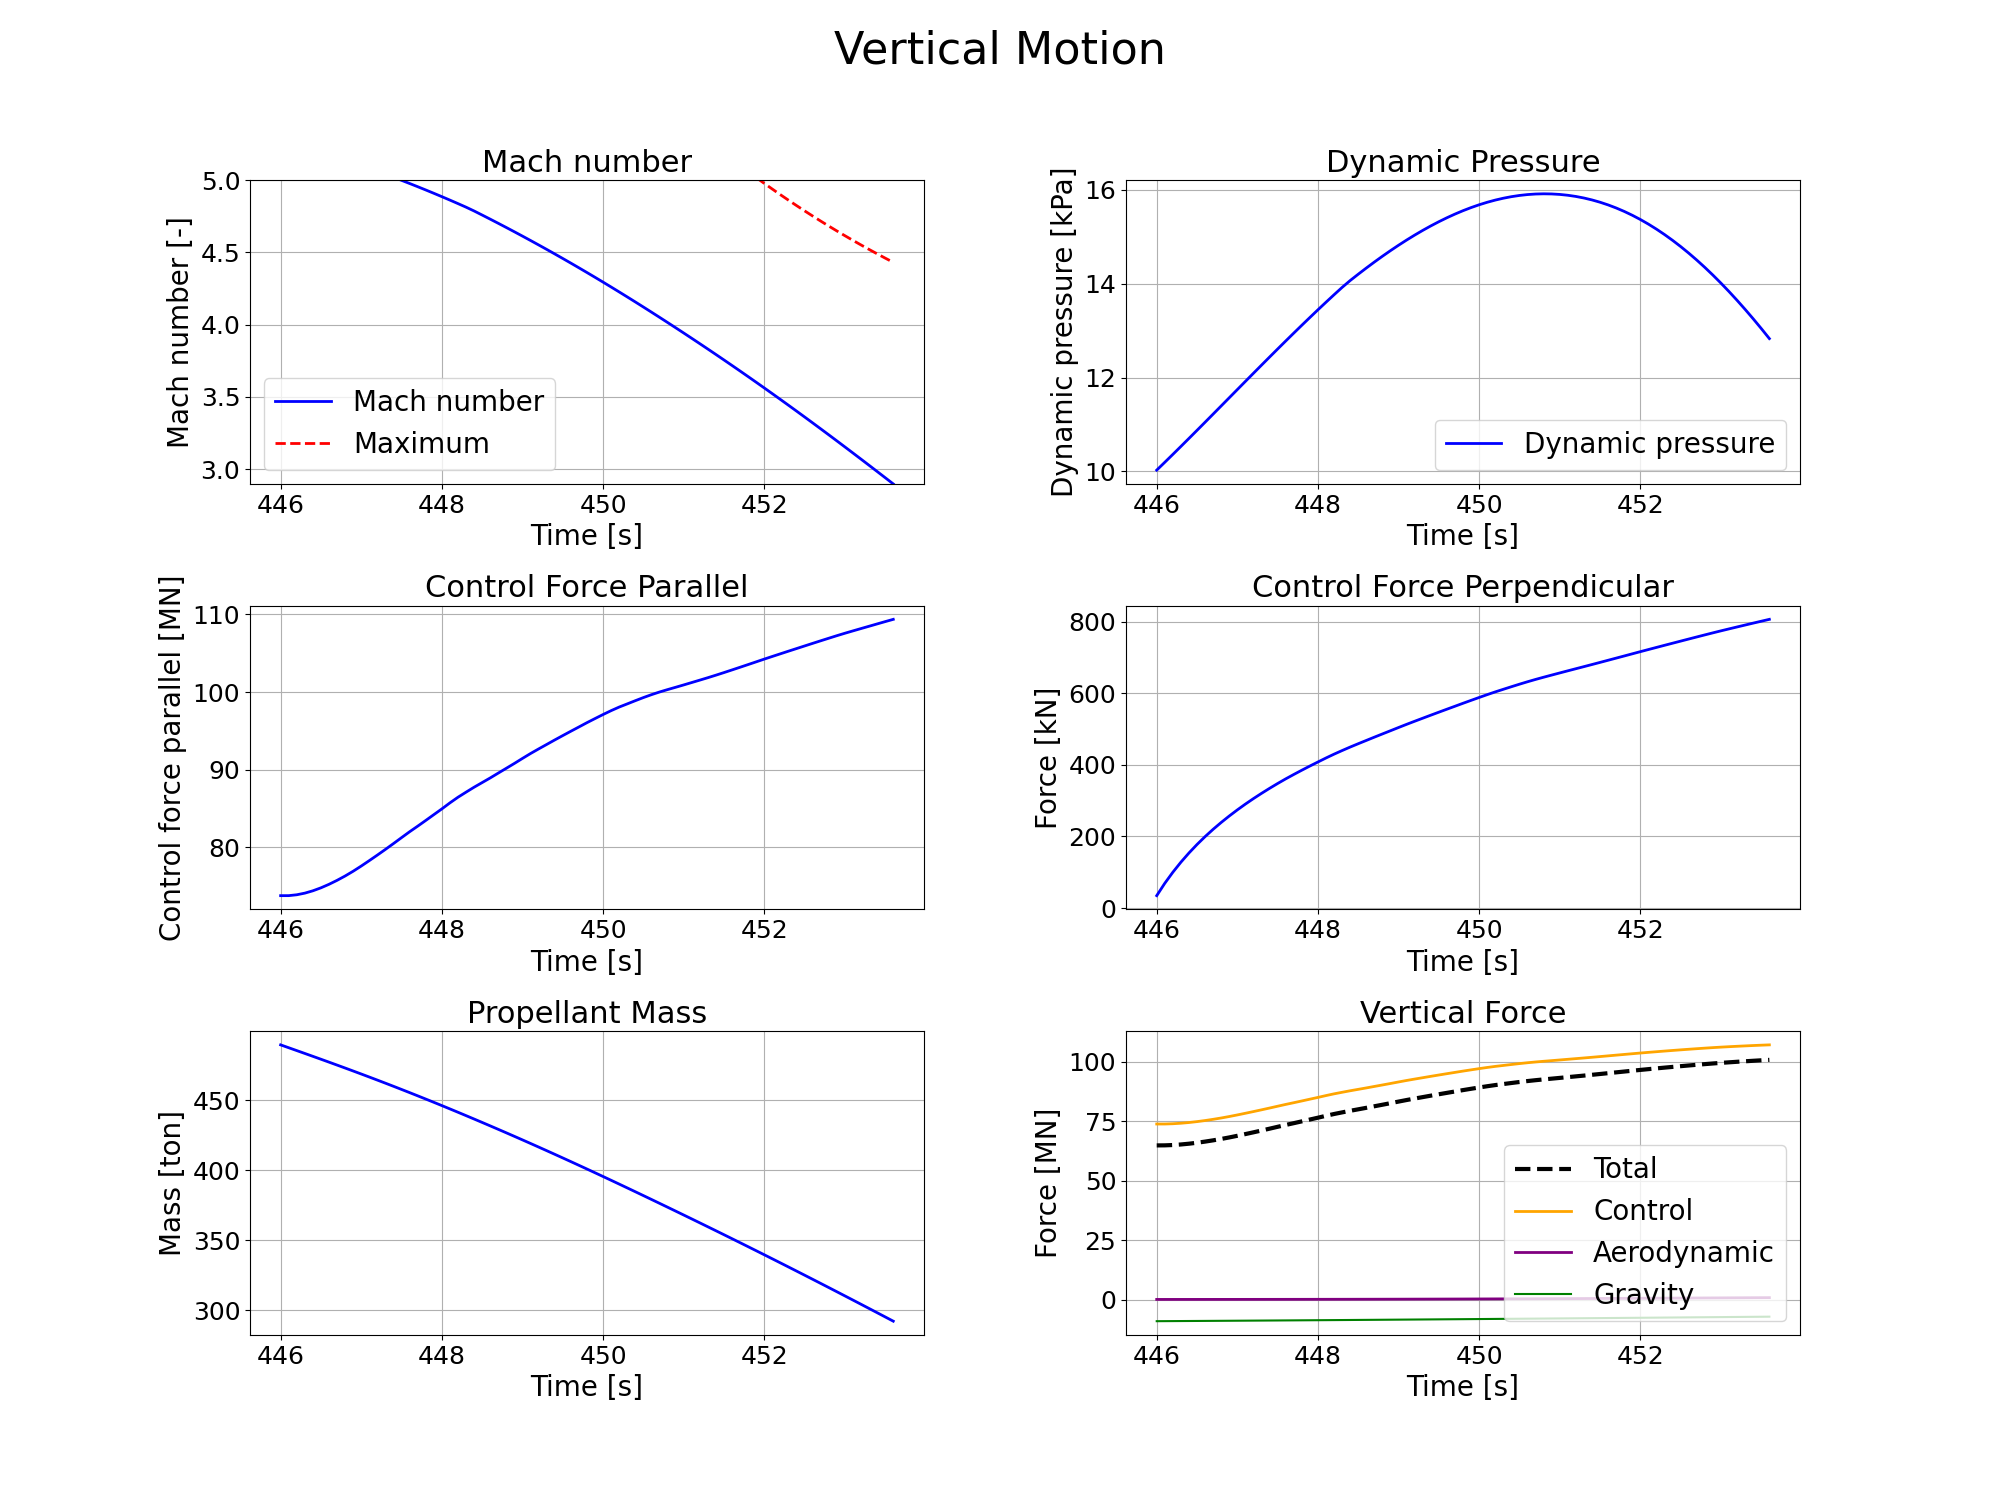 Vertical Motion
Mach number
Mach number [-]
5.0
4.5
4.0
3.5
3.0
Mach number
Maximum
446 448 450 452
Time [s]
Dynamic Pressure
Dynamic pressure [kPa]
16
14
12
10
Dynamic pressure
446 448 450 452
Time [s]
Control Force Parallel
Control force parallel [MN]
110
100
90
80
446 448 450 452
Time [s]
Control Force Perpendicular
Force [kN]
800
600
400
200
0
446 448 450 452
Time [s]
Propellant Mass
Mass [ton]
450
400
350
300
446 448 450 452
Time [s]
Vertical Force
Force [MN]
100
75
50
25
0
Total
Control
Aerodynamic
Gravity
446 448 450 452
Time [s]